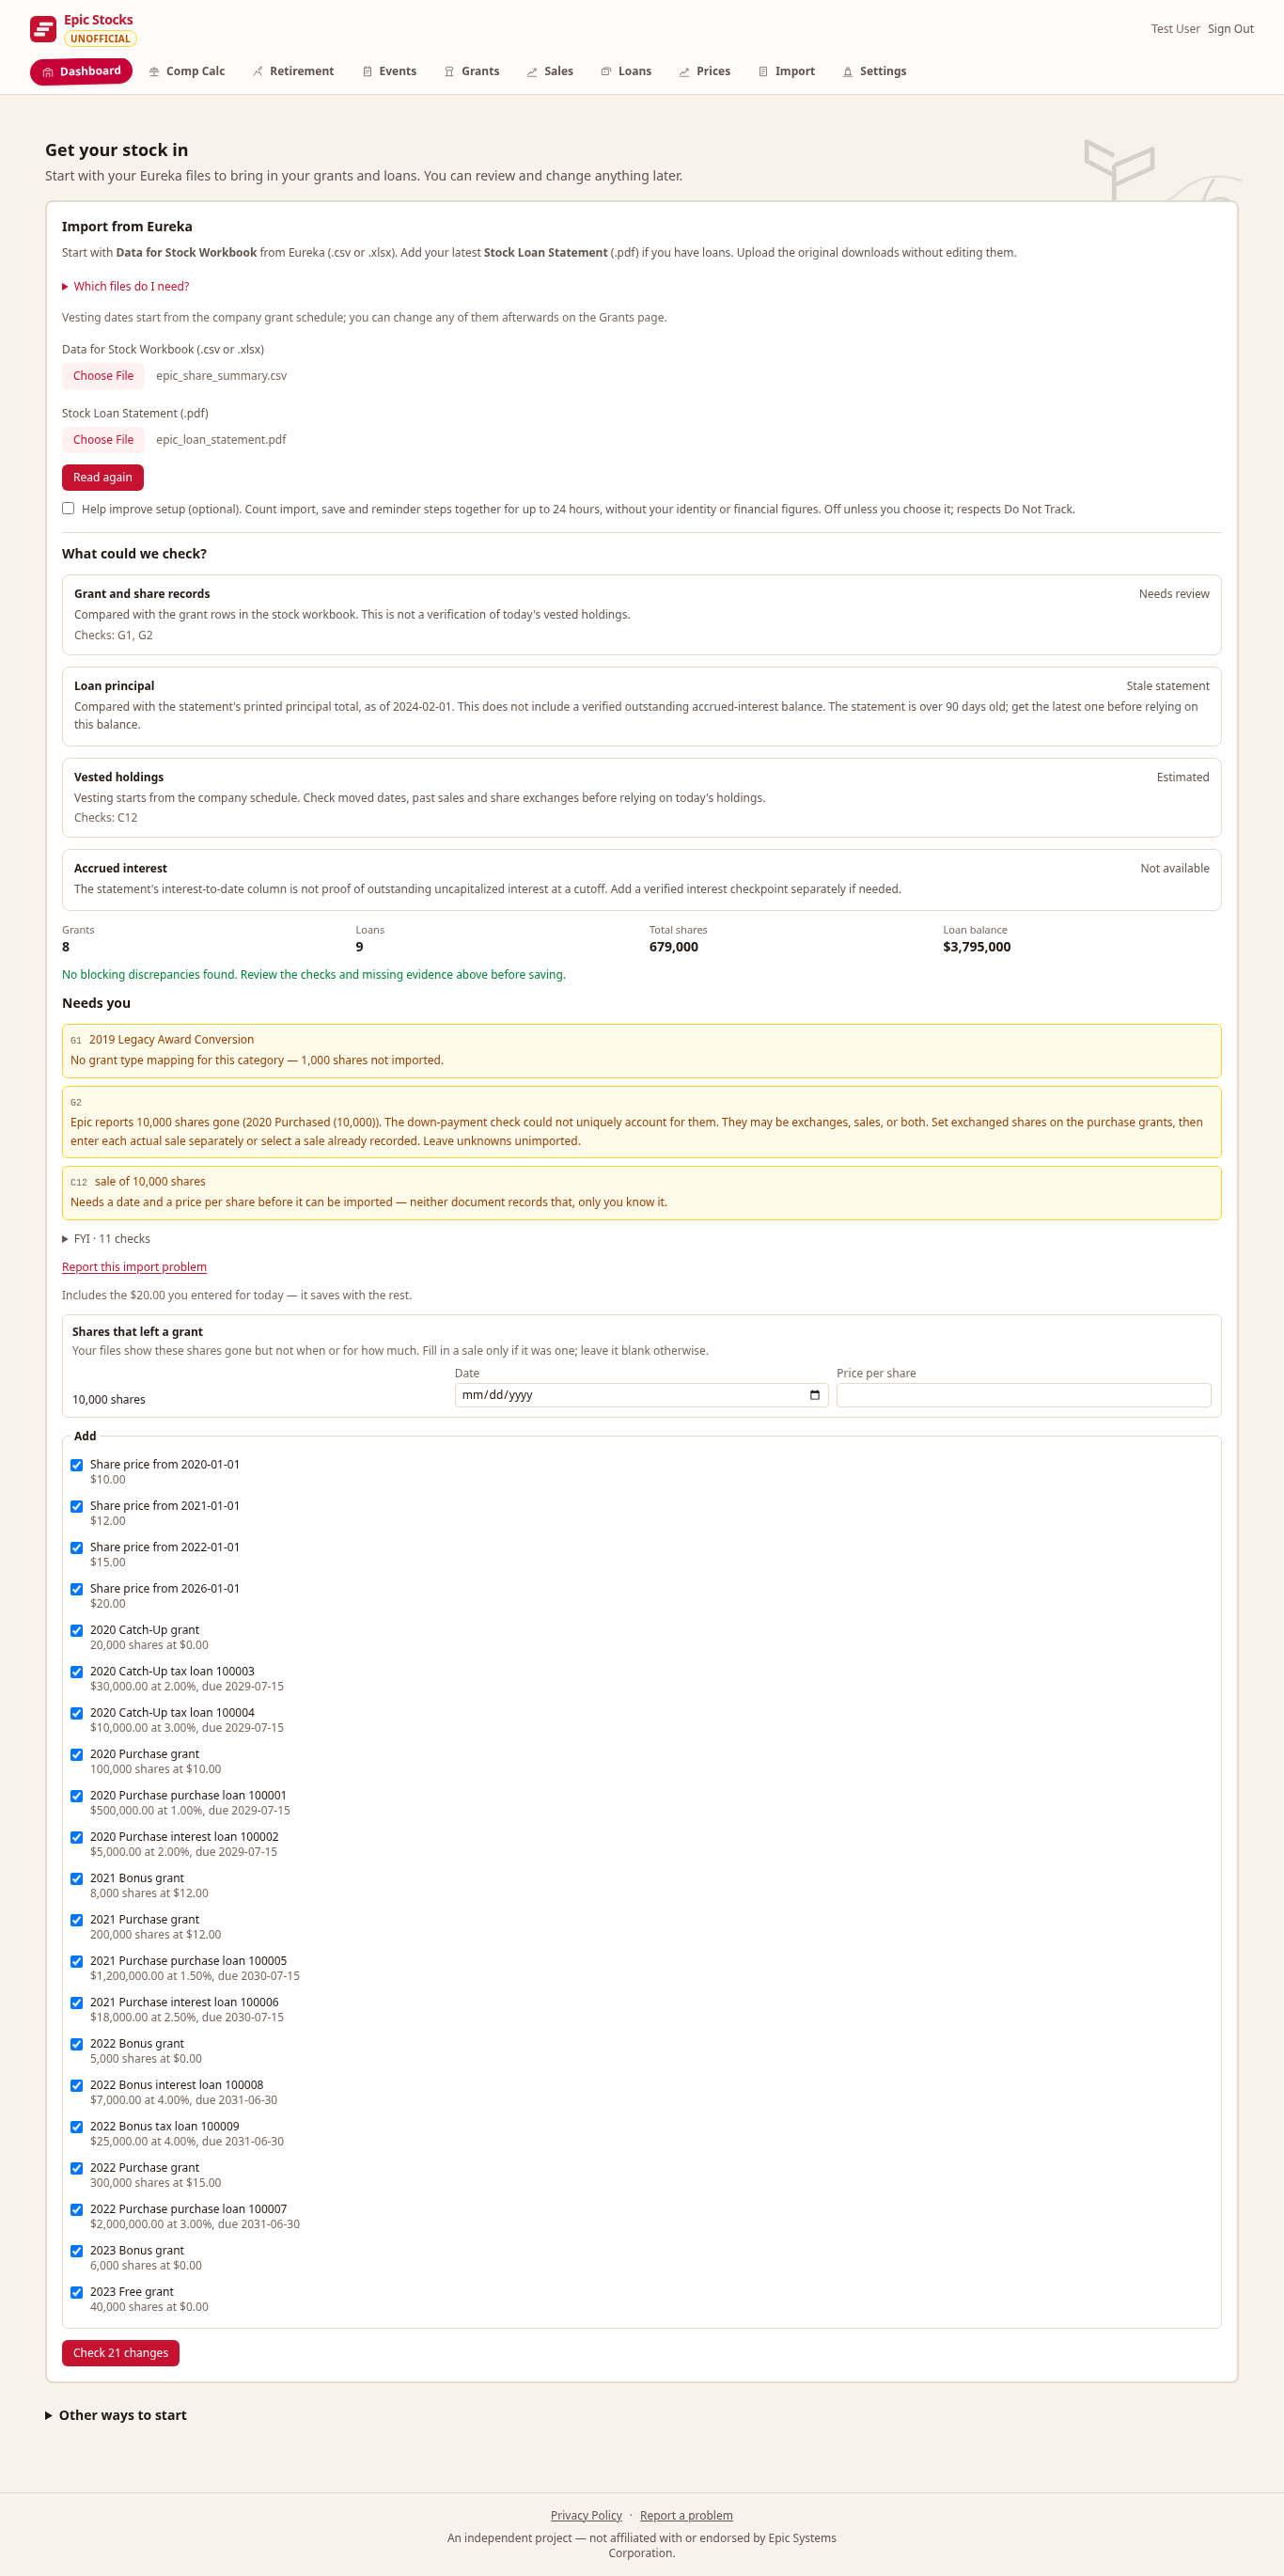 Epic Stocks
UNOFFICIAL
Test User Sign Out
Dashboard Comp Calc Retirement Events Grants Sales Loans Prices Import Settings
Get your stock in
Start with your Eureka files to bring in your grants and loans. You can review and change anything later.
Import from Eureka
Start with Data for Stock Workbook from Eureka (.csv or .xlsx). Add your latest Stock Loan Statement (.pdf) if you have loans. Upload the original downloads without editing them.
Which files do I need?
Vesting dates start from the company grant schedule; you can change any of them afterwards on the Grants page.
Data for Stock Workbook (.csv or .xlsx)
Choose File epic_share_summary.csv
Stock Loan Statement (.pdf)
Choose File epic_loan_statement.pdf
Read again
Help improve setup (optional). Count import, save and reminder steps together for up to 24 hours, without your identity or financial figures. Off unless you choose it; respects Do Not Track.
What could we check?
Grant and share records Needs review
Compared with the grant rows in the stock workbook. This is not a verification of today's vested holdings.
Checks: G1, G2
Loan principal Stale statement
Compared with the statement's printed principal total, as of 2024-02-01. This does not include a verified outstanding accrued-interest balance. The statement is over 90 days old; get the latest one before relying on
this balance.
Vested holdings Estimated
Vesting starts from the company schedule. Check moved dates, past sales and share exchanges before relying on today's holdings.
Checks: C12
Accrued interest Not available
The statement's interest-to-date column is not proof of outstanding uncapitalized interest at a cutoff. Add a verified interest checkpoint separately if needed.
Grants Loans Total shares Loan balance
8 9 679,000 $3,795,000
No blocking discrepancies found. Review the checks and missing evidence above before saving.
Needs you
G1 2019 Legacy Award Conversion
No grant type mapping for this category — 1,000 shares not imported.
G2
Epic reports 10,000 shares gone (2020 Purchased (10,000)). The down-payment check could not uniquely account for them. They may be exchanges, sales, or both. Set exchanged shares on the purchase grants, then
enter each actual sale separately or select a sale already recorded. Leave unknowns unimported.
C12 sale of 10,000 shares
Needs a date and a price per share before it can be imported — neither document records that, only you know it.
FYI · 11 checks
Report this import problem
Includes the $20.00 you entered for today — it saves with the rest.
Shares that left a grant
Your files show these shares gone but not when or for how much. Fill in a sale only if it was one; leave it blank otherwise.
Date Price per share
10,000 shares mm/dd/yyyy
Add
Share price from 2020-01-01
$10.00
Share price from 2021-01-01
$12.00
Share price from 2022-01-01
$15.00
Share price from 2026-01-01
$20.00
2020 Catch-Up grant
20,000 shares at $0.00
2020 Catch-Up tax loan 100003
$30,000.00 at 2.00%, due 2029-07-15
2020 Catch-Up tax loan 100004
$10,000.00 at 3.00%, due 2029-07-15
2020 Purchase grant
100,000 shares at $10.00
2020 Purchase purchase loan 100001
$500,000.00 at 1.00%, due 2029-07-15
2020 Purchase interest loan 100002
$5,000.00 at 2.00%, due 2029-07-15
2021 Bonus grant
8,000 shares at $12.00
2021 Purchase grant
200,000 shares at $12.00
2021 Purchase purchase loan 100005
$1,200,000.00 at 1.50%, due 2030-07-15
2021 Purchase interest loan 100006
$18,000.00 at 2.50%, due 2030-07-15
2022 Bonus grant
5,000 shares at $0.00
2022 Bonus interest loan 100008
$7,000.00 at 4.00%, due 2031-06-30
2022 Bonus tax loan 100009
$25,000.00 at 4.00%, due 2031-06-30
2022 Purchase grant
300,000 shares at $15.00
2022 Purchase purchase loan 100007
$2,000,000.00 at 3.00%, due 2031-06-30
2023 Bonus grant
6,000 shares at $0.00
2023 Free grant
40,000 shares at $0.00
Check 21 changes
Other ways to start
Privacy Policy · Report a problem
An independent project — not affiliated with or endorsed by Epic Systems
Corporation.